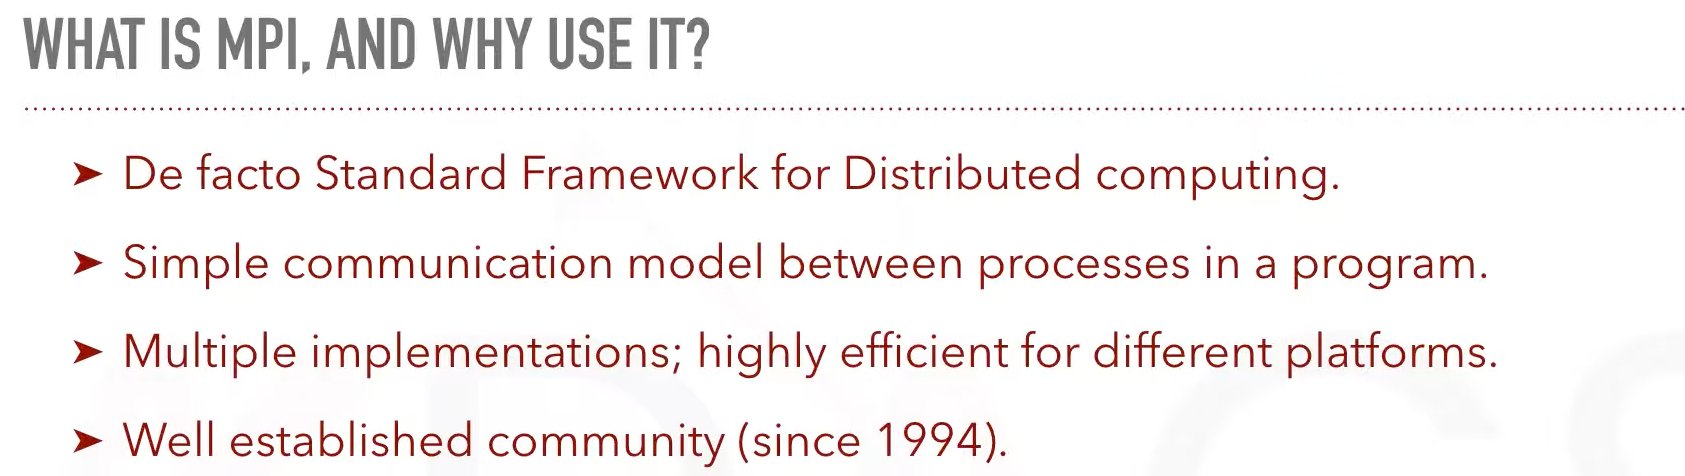 WHAT IS MPI, AND WHY USE IT?
➤ De facto Standard Framework for Distributed computing.
➤ Simple communication model between processes in a program.
➤ Multiple implementations; highly efficient for different platforms.
➤ Well established community (since 1994).